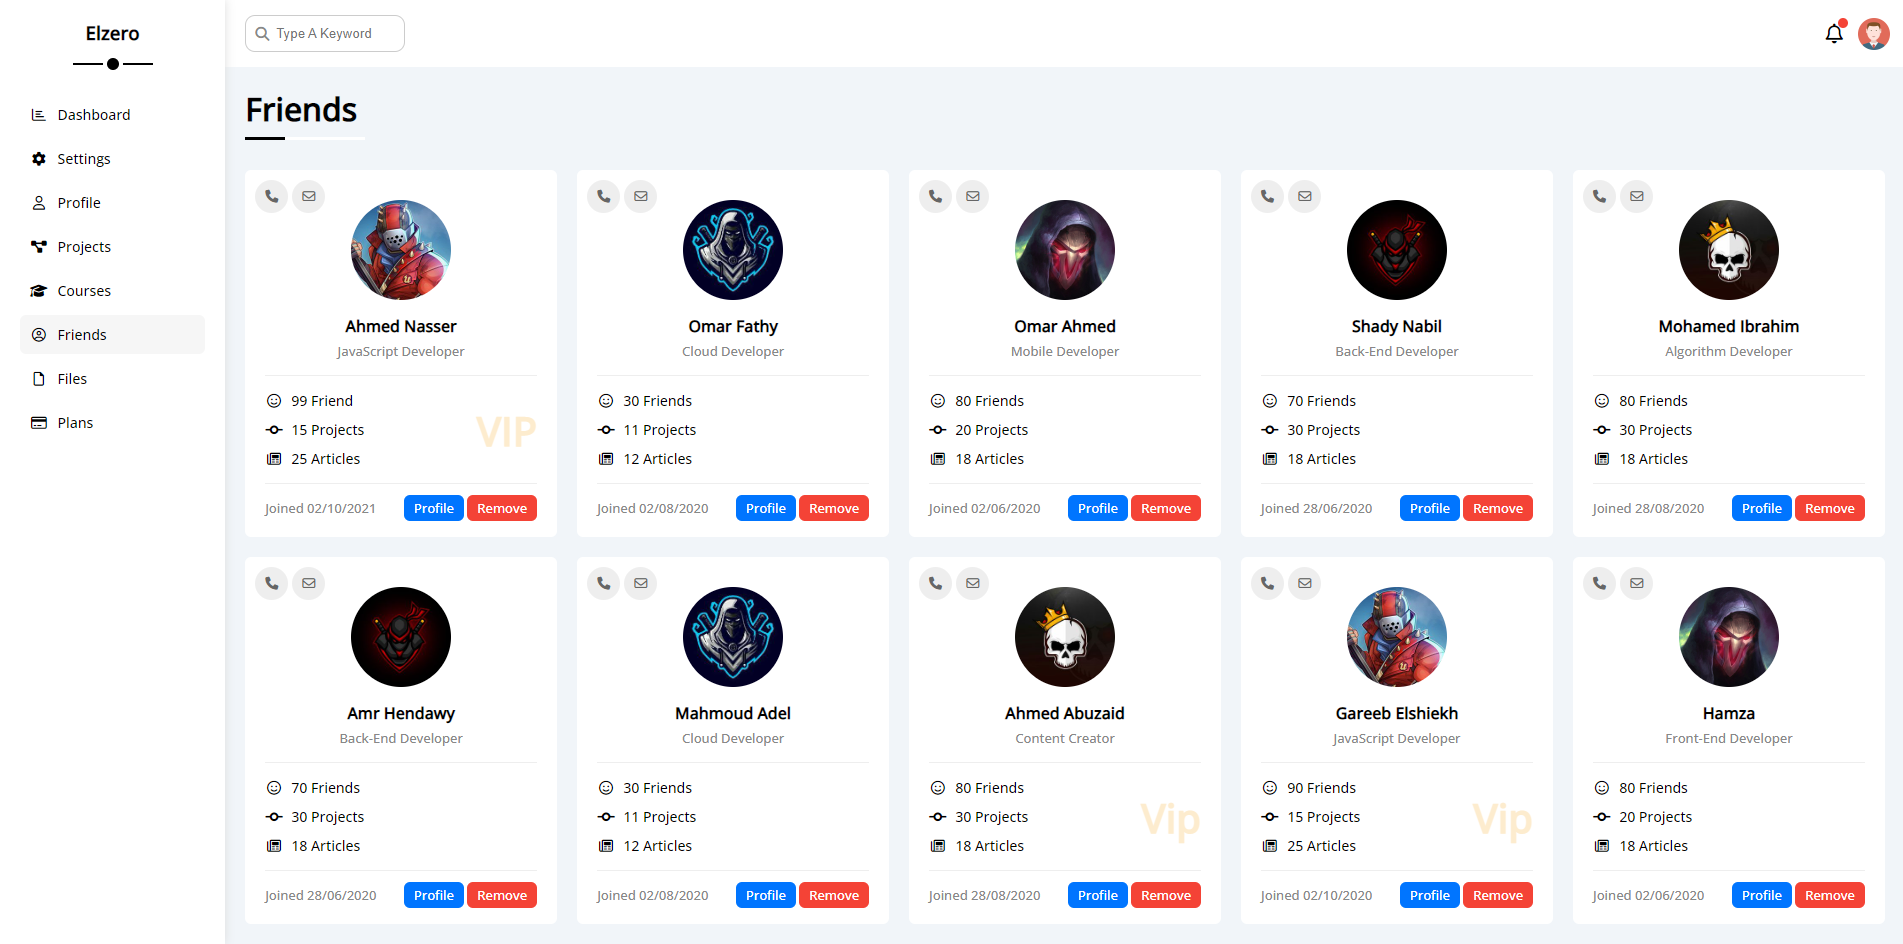 Elzero
Type A Keyword
Dashboard
Settings
Profile
Projects
Courses
Friends
Files
Plans
Friends
Ahmed Nasser
JavaScript Developer
99 Friend
15 Projects
25 Articles
VIP
Joined 02/10/2021
Profile
Remove
Omar Fathy
Cloud Developer
30 Friends
11 Projects
12 Articles
Joined 02/08/2020
Profile
Remove
Omar Ahmed
Mobile Developer
80 Friends
20 Projects
18 Articles
Joined 02/06/2020
Profile
Remove
Shady Nabil
Back-End Developer
70 Friends
30 Projects
18 Articles
Joined 28/06/2020
Profile
Remove
Mohamed Ibrahim
Algorithm Developer
80 Friends
30 Projects
18 Articles
Joined 28/08/2020
Profile
Remove
Amr Hendawy
Back-End Developer
70 Friends
30 Projects
18 Articles
Joined 28/06/2020
Profile
Remove
Mahmoud Adel
Cloud Developer
30 Friends
11 Projects
12 Articles
Joined 02/08/2020
Profile
Remove
Ahmed Abuzaid
Content Creator
80 Friends
30 Projects
18 Articles
Vip
Joined 28/08/2020
Profile
Remove
Gareeb Elshiekh
JavaScript Developer
90 Friends
15 Projects
25 Articles
Vip
Joined 02/10/2020
Profile
Remove
Hamza
Front-End Developer
80 Friends
20 Projects
18 Articles
Joined 02/06/2020
Profile
Remove